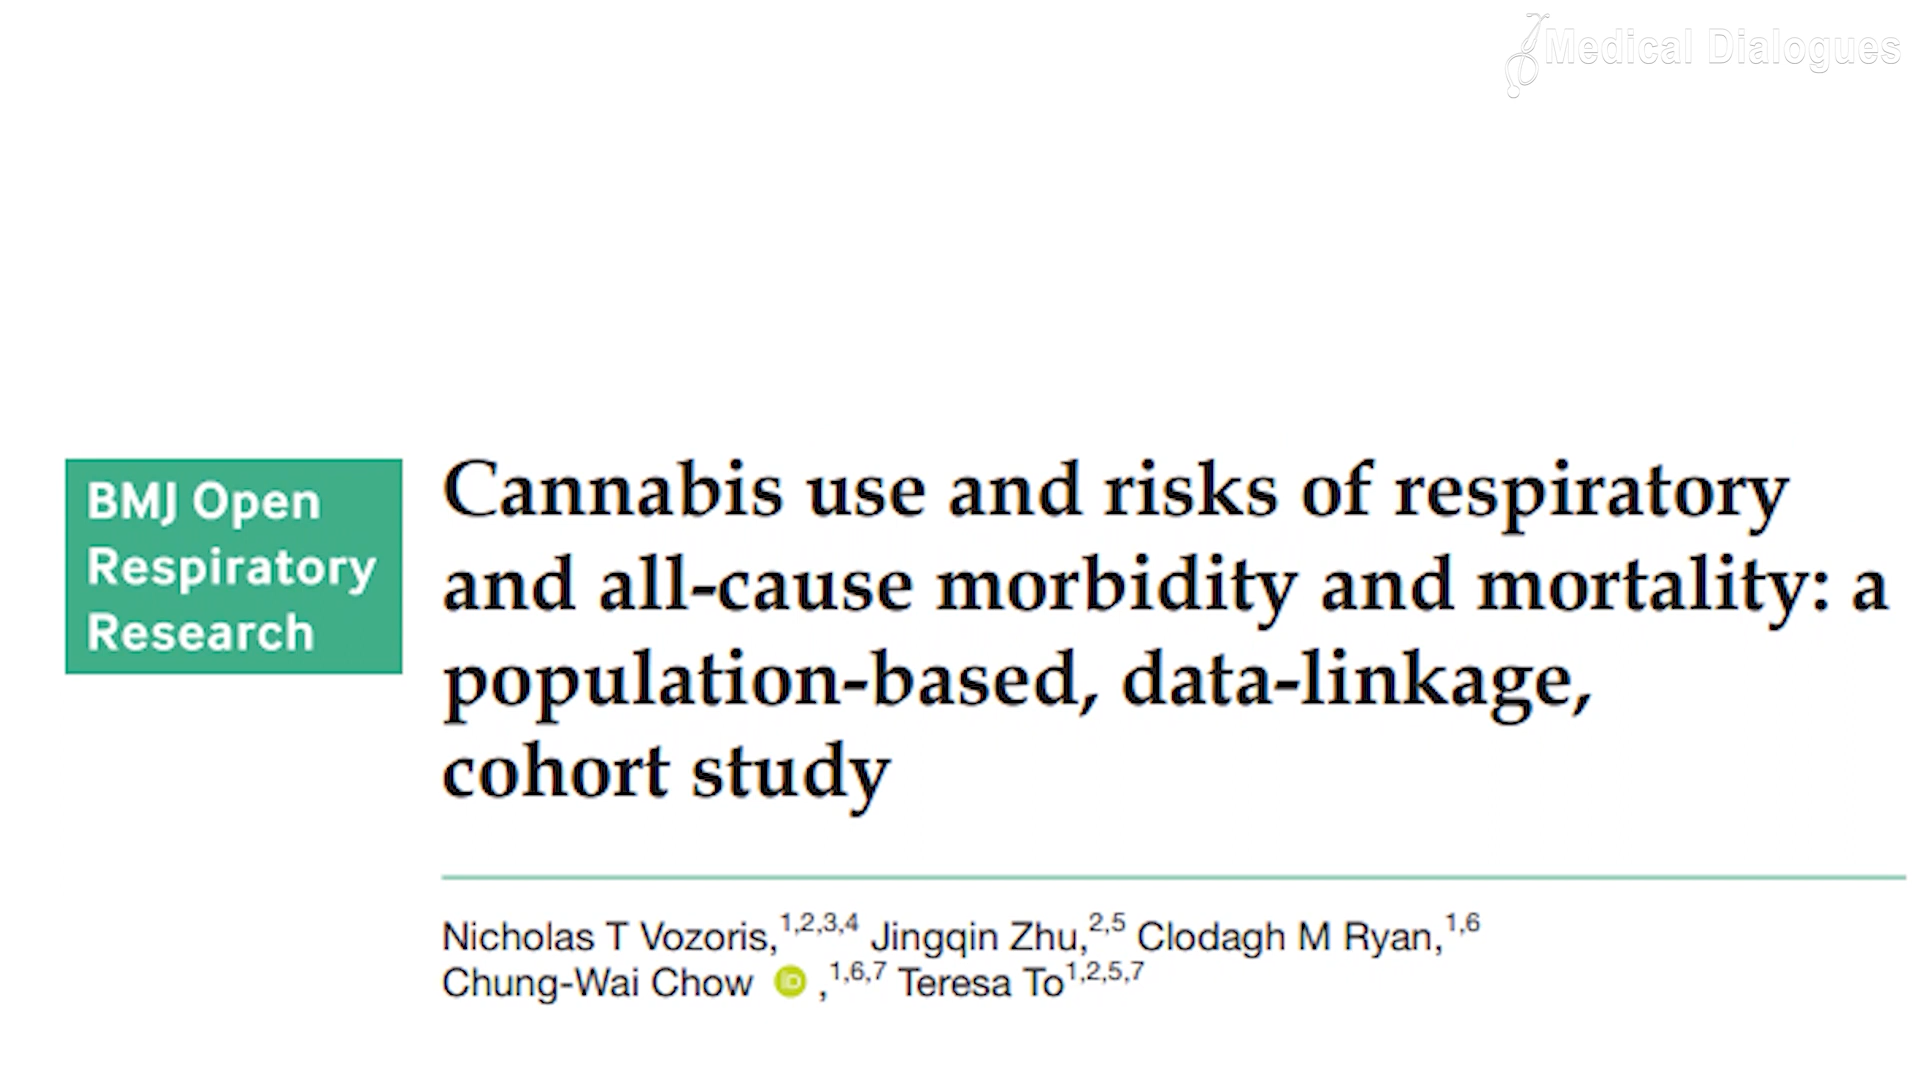 Medical Dialogues
BMJ Open
Respiratory
Research
Cannabis use and risks of respiratory
and all-cause morbidity and mortality: a
population-based, data-linkage,
cohort study
Nicholas T Vozoris,1,2,3,4 Jingqin Zhu,2,5 Clodagh M Ryan,1,6
Chung-Wai Chow iD ,1,6,7 Teresa To1,2,5,7